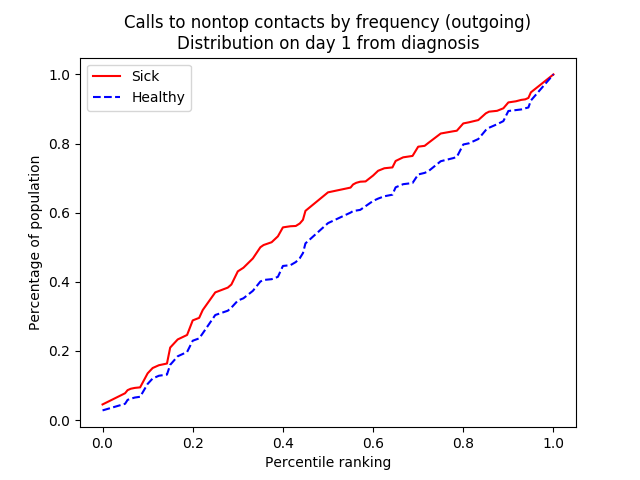 Calls to nontop contacts by frequency (outgoing)
Distribution on day 1 from diagnosis
Sick
Healthy
Percentage of population
1.0
0.8
0.6
0.4
0.2
0.0
0.0 0.2 0.4 0.6 0.8 1.0
Percentile ranking